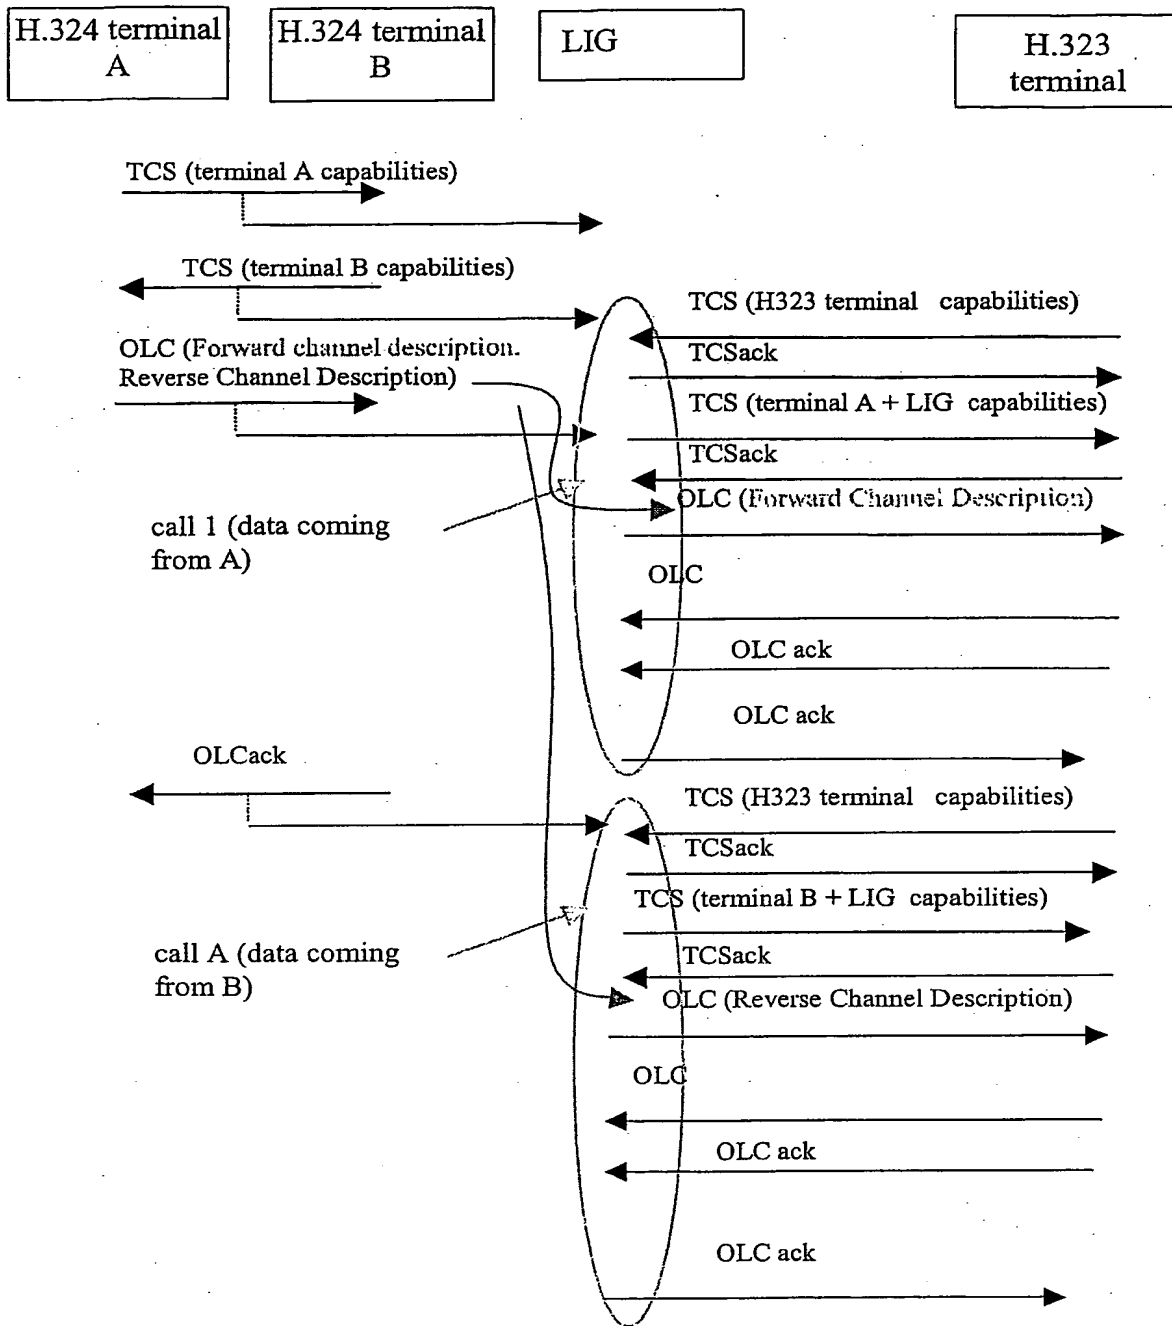 H.324 terminal
A
H.324 terminal
B
LIG
H.323
terminal
TCS (terminal A capabilities)
TCS (terminal B capabilities)
TCS (H323 terminal capabilities)
OLC (Forward channel description.
Reverse Channel Description)
TCSack
TCS (terminal A + LIG capabilities)
TCSack
OLC (Forward Channel Description)
call 1 (data coming
from A)
OLC
OLC ack
OLC ack
OLCack
TCS (H323 terminal capabilities)
TCSack
TCS (terminal B + LIG capabilities)
call A (data coming
from B)
TCSack
OLC (Reverse Channel Description)
OLC
OLC ack
OLC ack